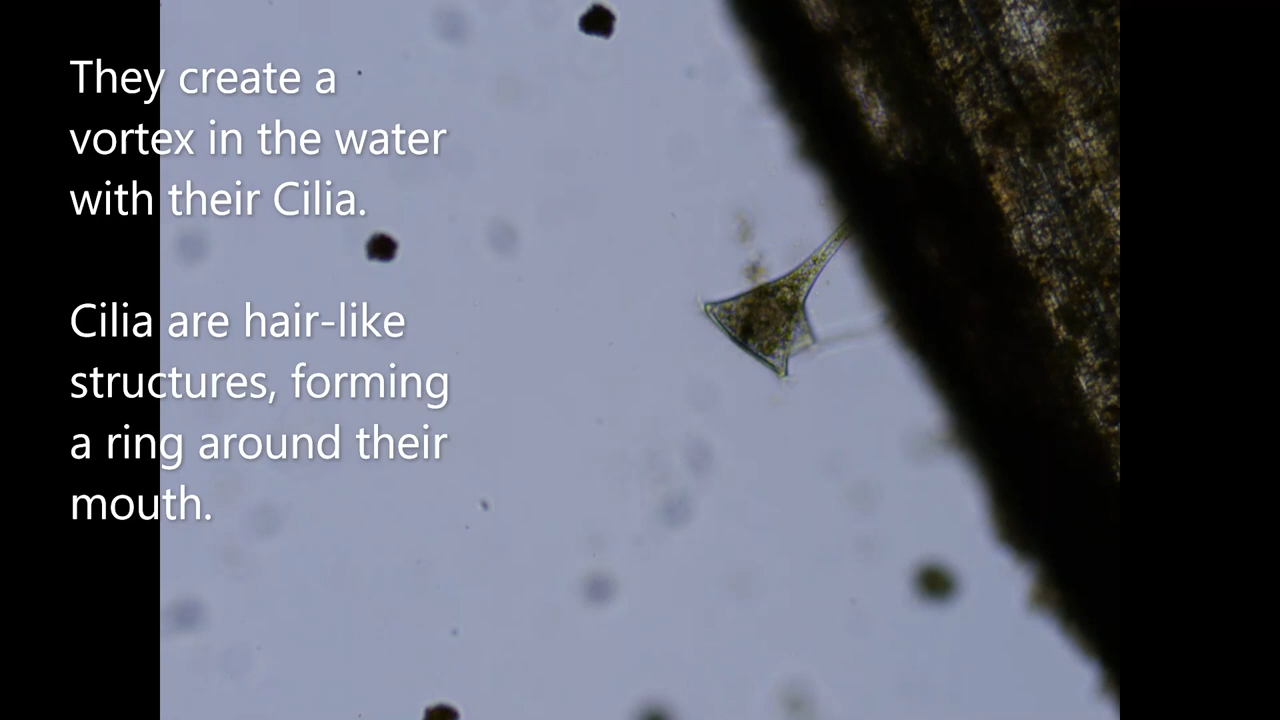 They create a
vortex in the water
with their Cilia.
Cilia are hair-like
structures, forming
a ring around their
mouth.